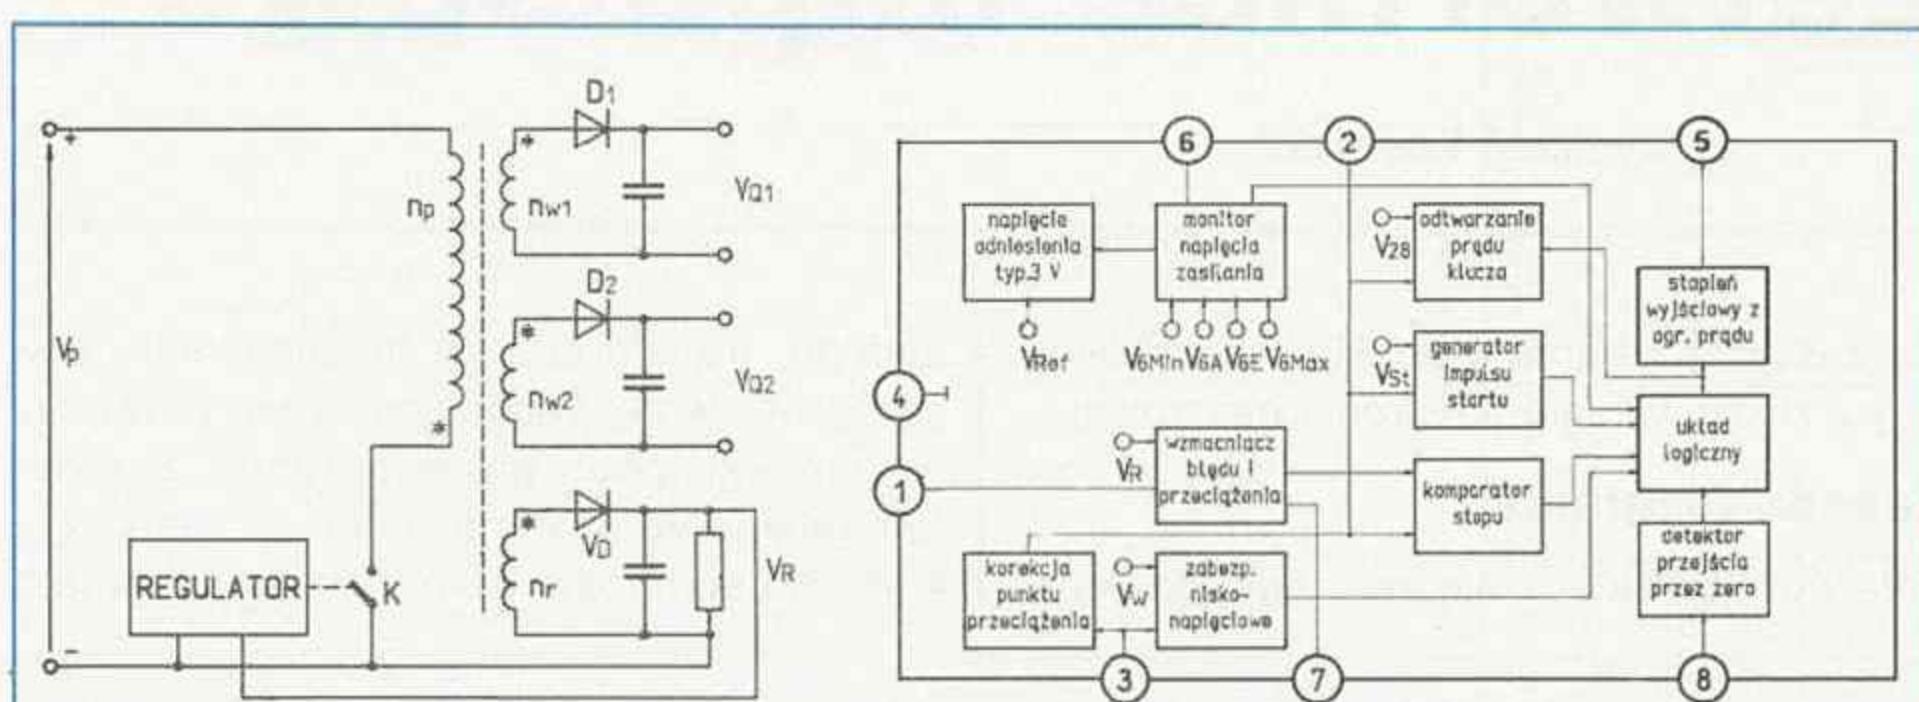 D1
+
np
nw1
VQ1
Vp
D2
nw2
VQ2
REGULATOR
K
VD
nr
VR
-
6
2
5
napięcie
odniesienia
typ.3 V
monitor
napięcia
zasilania
V28
odtwarzanie
prądu
klucza
stopień
wyjściowy z
ogr. prądu
VRef
V6Min V6A V6E V6Max
VSt
generator
impulsu
startu
4
układ
logiczny
VR
wzmacniacz
błędu i
przeciążenia
1
komparator
stopu
korekcja
punktu
przeciążenia
VW
zabezp.
nisko-
napięciowe
detektor
przejścia
przez zero
3
7
8